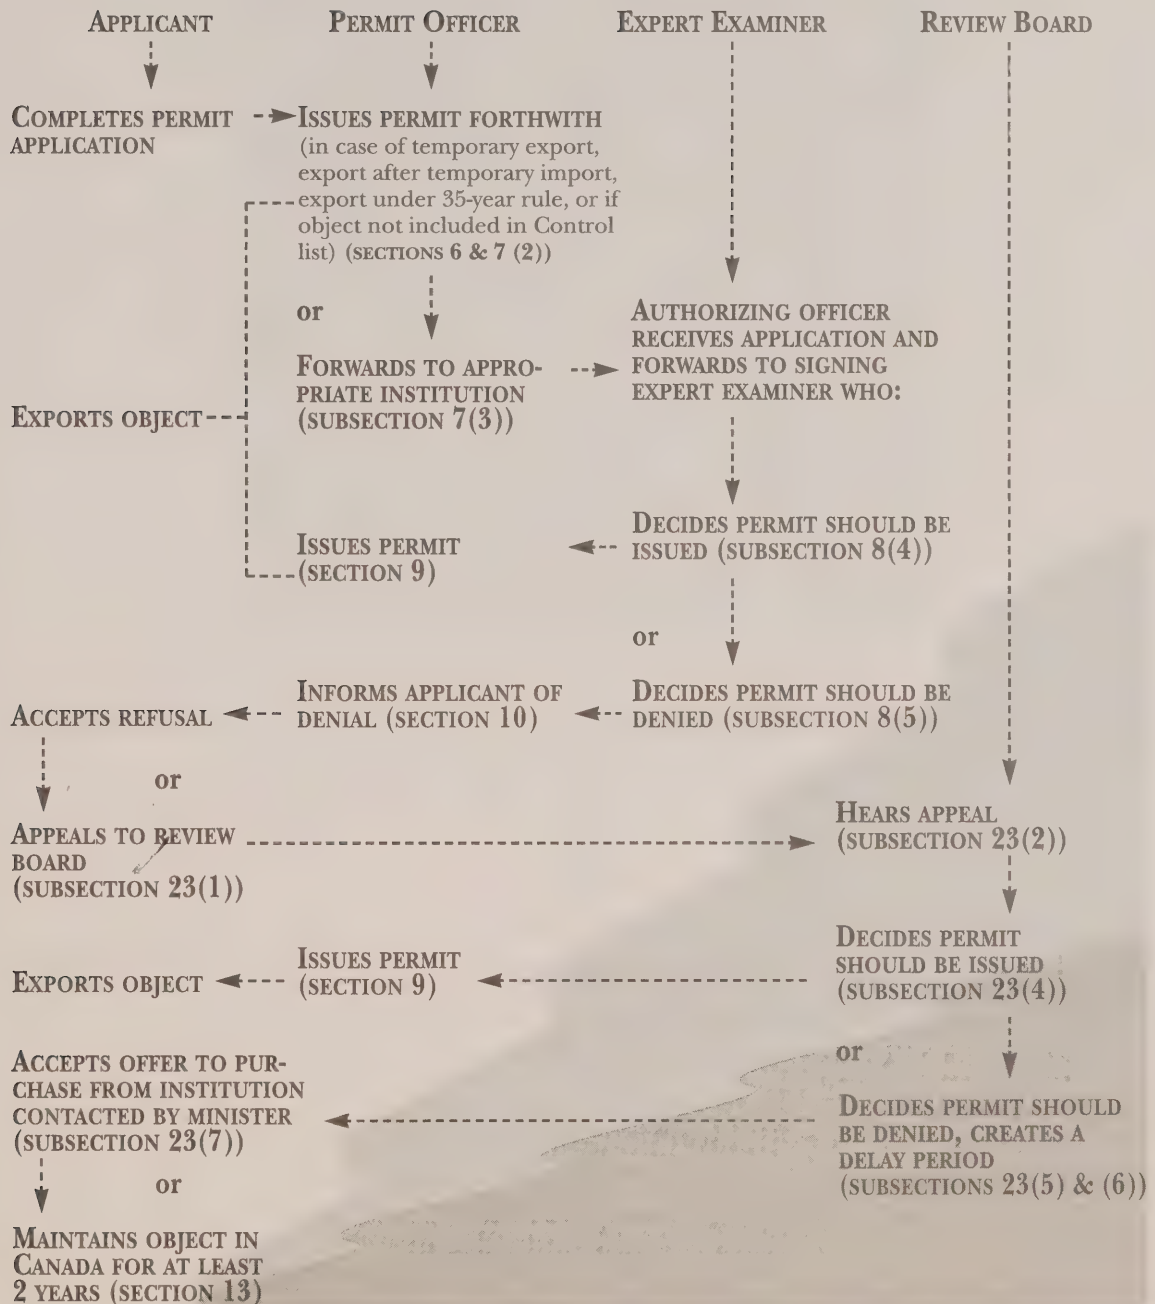 APPLICANT
PERMIT OFFICER
EXPERT EXAMINER
REVIEW BOARD
COMPLETES PERMIT
APPLICATION
ISSUES PERMIT FORTHWITH
(in case of temporary export,
export after temporary import,
export under 35-year rule, or if
object not included in Control
list) (SECTIONS 6 & 7 (2))
or
FORWARDS TO APPRO-
PRIATE INSTITUTION
(SUBSECTION 7(3))
AUTHORIZING OFFICER
RECEIVES APPLICATION AND
FORWARDS TO SIGNING
EXPERT EXAMINER WHO:
EXPORTS OBJECT
ISSUES PERMIT
(SECTION 9)
DECIDES PERMIT SHOULD BE
ISSUED (SUBSECTION 8(4))
or
ACCEPTS REFUSAL
INFORMS APPLICANT OF
DENIAL (SECTION 10)
DECIDES PERMIT SHOULD BE
DENIED (SUBSECTION 8(5))
or
APPEALS TO REVIEW
BOARD
(SUBSECTION 23(1))
HEARS APPEAL
(SUBSECTION 23(2))
EXPORTS OBJECT
ISSUES PERMIT
(SECTION 9)
DECIDES PERMIT
SHOULD BE ISSUED
(SUBSECTION 23(4))
or
ACCEPTS OFFER TO PUR-
CHASE FROM INSTITUTION
CONTACTED BY MINISTER
(SUBSECTION 23(7))
DECIDES PERMIT SHOULD
BE DENIED, CREATES A
DELAY PERIOD
(SUBSECTIONS 23(5) & (6))
or
MAINTAINS OBJECT IN
CANADA FOR AT LEAST
2 YEARS (SECTION 13)